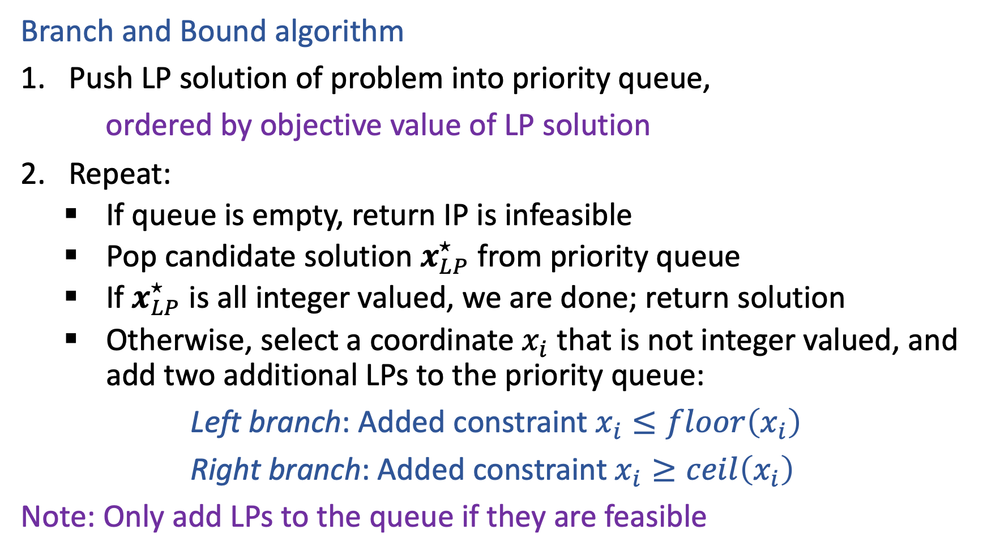 Branch and Bound algorithm
1. Push LP solution of problem into priority queue,
ordered by objective value of LP solution
2. Repeat:
▪ If queue is empty, return IP is infeasible
▪ Pop candidate solution $\boldsymbol{x}^{\star}_{LP}$ from priority queue
▪ If $\boldsymbol{x}^{\star}_{LP}$ is all integer valued, we are done; return solution
▪ Otherwise, select a coordinate $x_i$ that is not integer valued, and
add two additional LPs to the priority queue:
Left branch: Added constraint $x_i \leq floor(x_i)$
Right branch: Added constraint $x_i \geq ceil(x_i)$
Note: Only add LPs to the queue if they are feasible